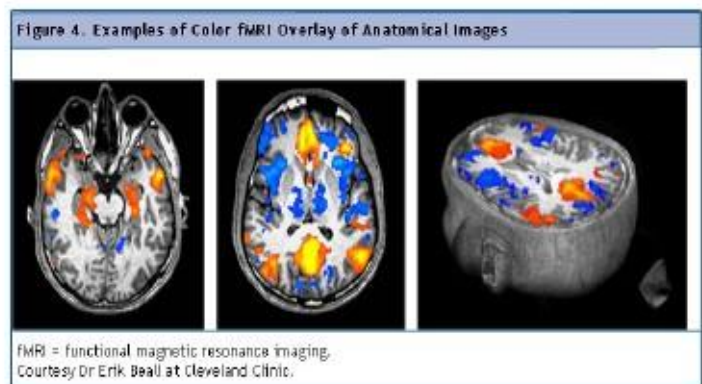 Figure 4. Examples of Color fMRI Overlay of Anatomical Images
fMRI = functional magnetic resonance imaging.
Courtesy Dr Erik Beall at Cleveland Clinic.